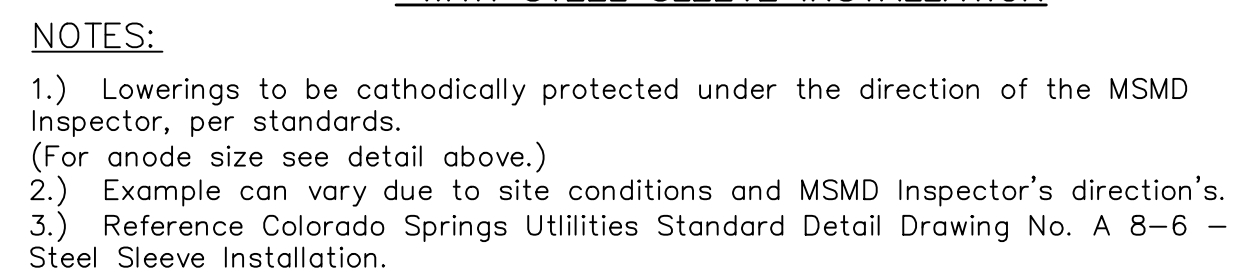 NOTES:
1.) Lowerings to be cathodically protected under the direction of the MSMD
Inspector, per standards.
(For anode size see detail above.)
2.) Example can vary due to site conditions and MSMD Inspector's direction's.
3.) Reference Colorado Springs Utlilities Standard Detail Drawing No. A 8–6 –
Steel Sleeve Installation.